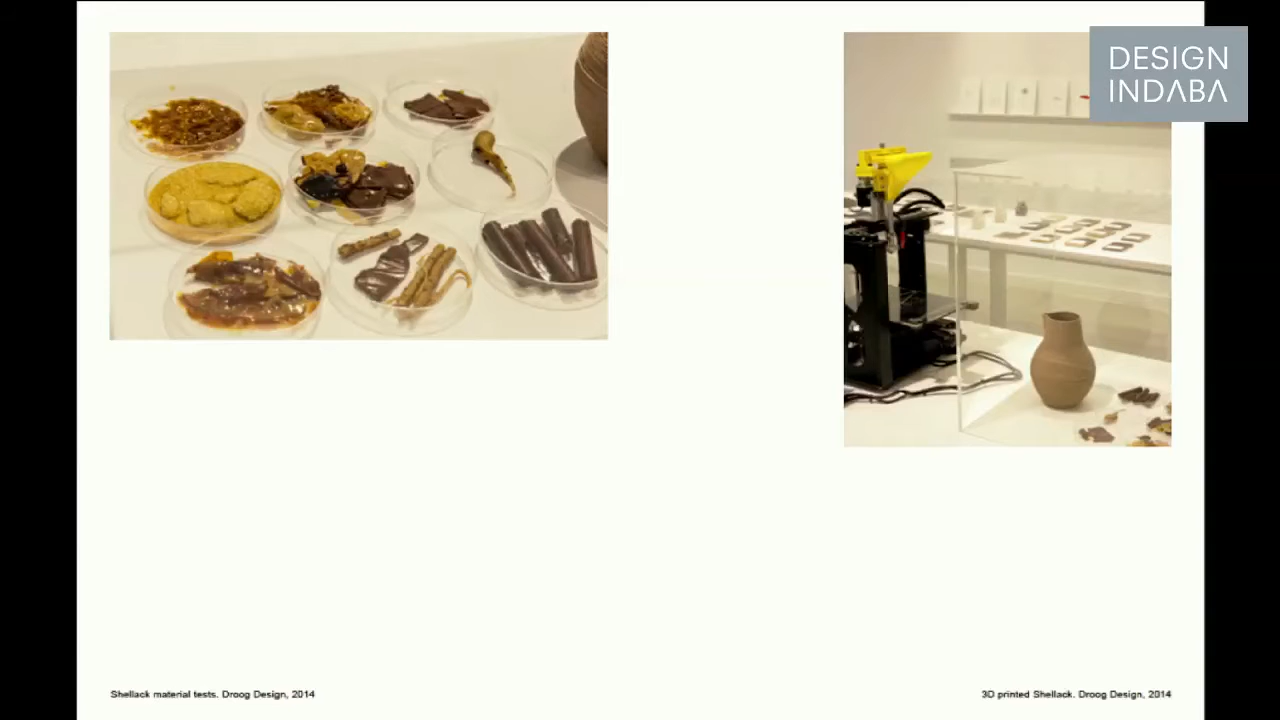 DESIGN
INDABA
Shellack material tests. Droog Design, 2014
3D printed Shellack. Droog Design, 2014